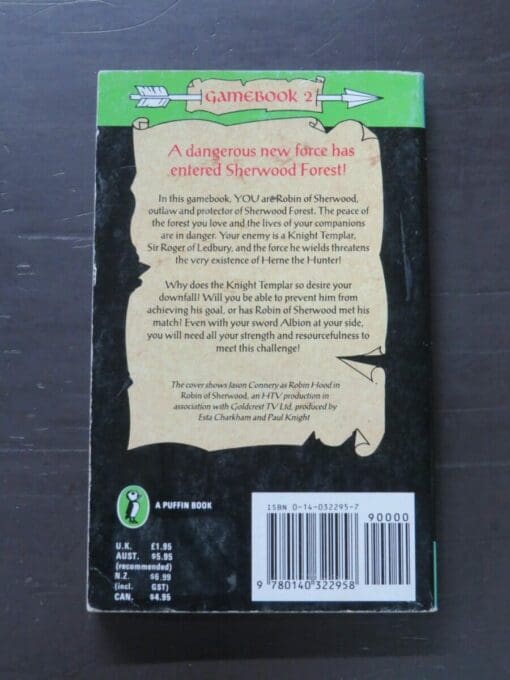 GAMEBOOK 2
A dangerous new force has
entered Sherwood Forest!
In this gamebook, YOU are Robin of Sherwood,
outlaw and protector of Sherwood Forest. The peace of
the forest you love and the lives of your companions
are in danger. Your enemy is a Knight Templar,
Sir Roger of Ledbury, and the force he wields threatens
the very existence of Herne the Hunter!
Why does the Knight Templar so desire your
downfall? Will you be able to prevent him from
achieving his goal, or has Robin of Sherwood met his
match? Even with your sword Albion at your side,
you will need all your strength and resourcefulness to
meet this challenge!
The cover shows Jason Connery as Robin Hood in
Robin of Sherwood, an HTV production in
association with Goldcrest TV Ltd, produced by
Esta Charkham and Paul Knight
A PUFFIN BOOK
U.K. £1.95
AUST. $5.95
(recommended)
N.Z. $6.99
(incl. GST)
CAN. $4.95
ISBN 0-14-032295-7
90000
9 780140 322958